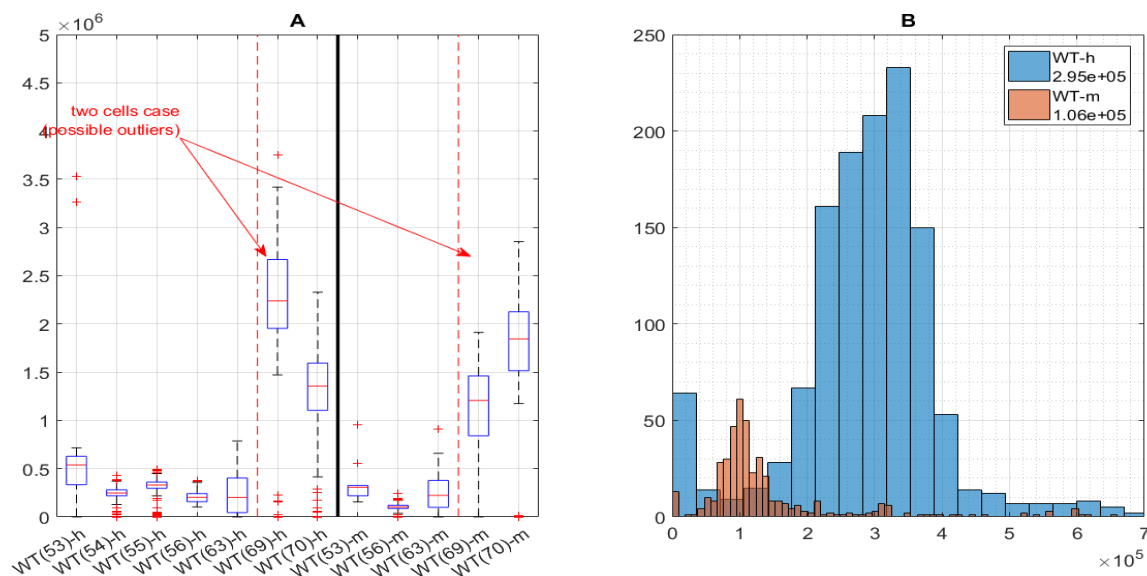 A
×10^6
5
4.5
4
3.5
3
2.5
2
1.5
1
0.5
0
two cells case
(possible outliers)
WT(53)-h
WT(54)-h
WT(55)-h
WT(56)-h
WT(63)-h
WT(69)-h
WT(70)-h
WT(53)-m
WT(56)-m
WT(63)-m
WT(69)-m
WT(70)-m
B
250
200
150
100
50
0
WT-h
2.95e+05
WT-m
1.06e+05
0 1 2 3 4 5 6 7
×10^5